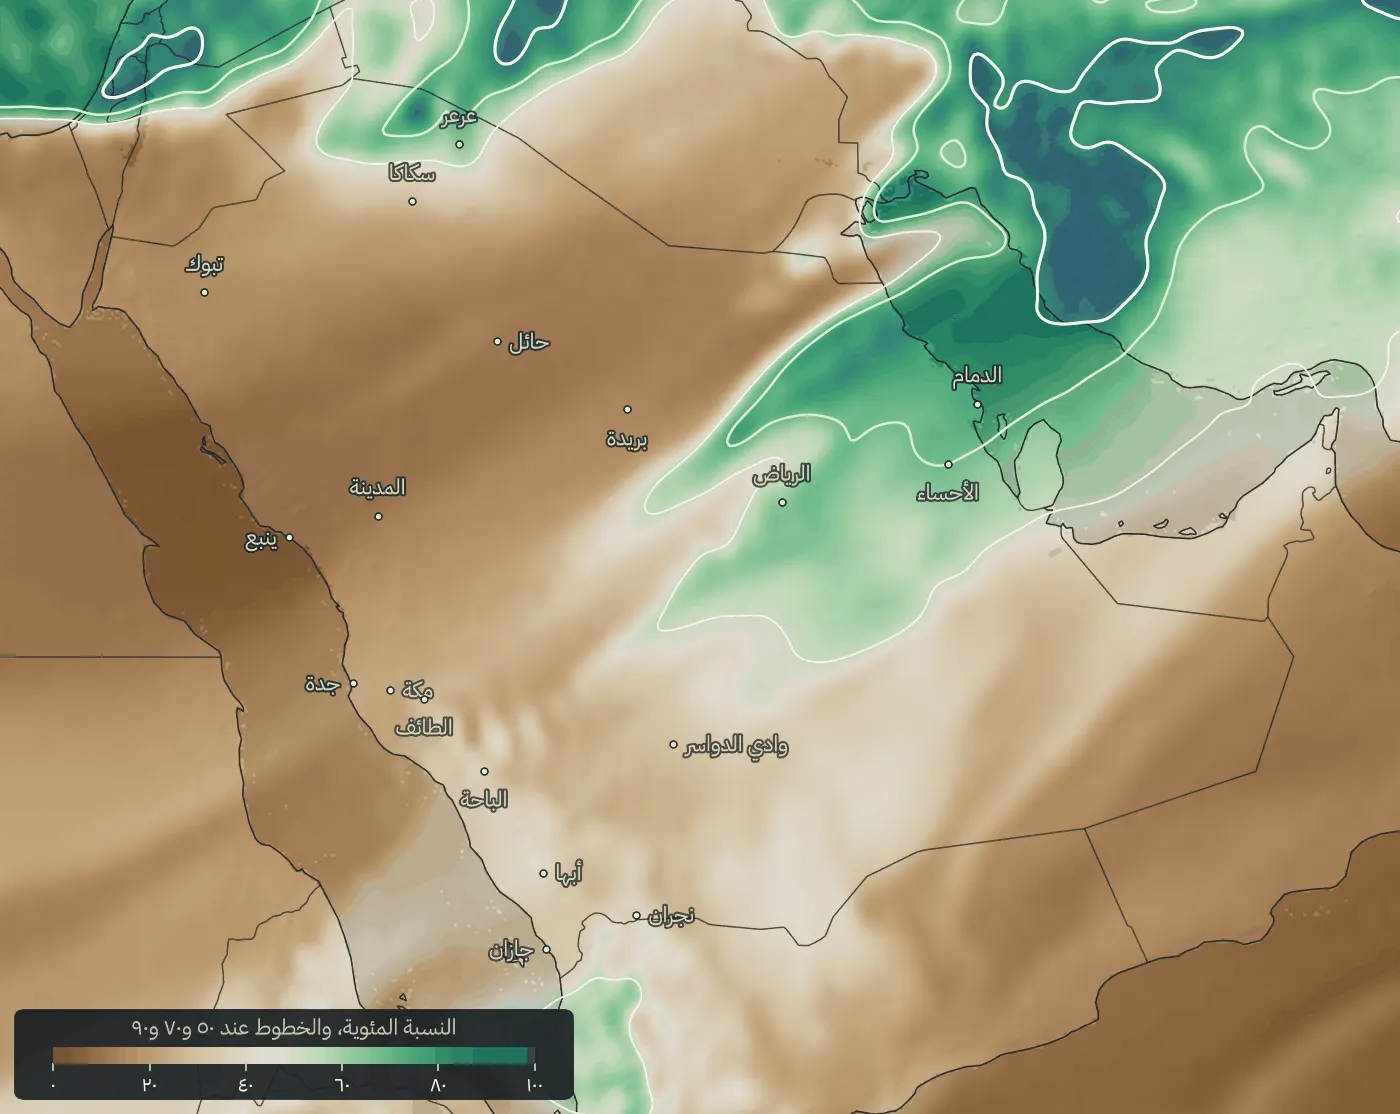 عرعر
سكاكا
تبوك
حائل
الدمام
بريدة
الرياض
المدينة
الأحساء
ينبع
جدة
مكة
الطائف
وادي الدواسر
الباحة
أبها
نجران
جازان
النسبة المئوية، والخطوط عند ٥٠ و٧٠ و٩٠
٠ ٢٠ ٤٠ ٦٠ ٨٠ ١٠٠